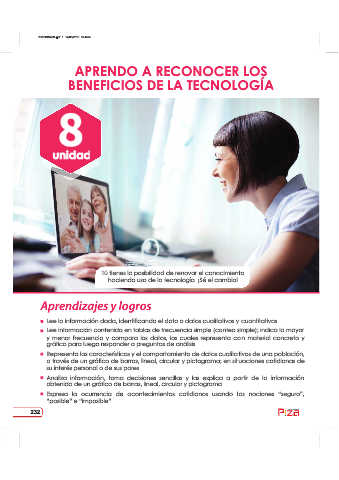 APRENDO A RECONOCER LOS
BENEFICIOS DE LA TECNOLOGÍA
8
unidad
Tú tienes la posibilidad de renovar el conocimiento
haciendo uso de la tecnología. ¡Sé el cambio!
Aprendizajes y logros
Lee la información dada, identificando el dato o datos cualitativos y cuantitativos
Lee información contenida en tablas de frecuencia simple (conteo simple); indica la mayor
y menor frecuencia y compara los datos, los cuales representa con material concreto y
gráfico para luego responder a preguntas de análisis
Representa las características y el comportamiento de datos cualitativos de una población,
a través de un gráfico de barras, lineal, circular y pictograma; en situaciones cotidianas de
su interés personal o de sus pares
Analiza información, toma decisiones sencillas y las explica a partir de la información
obtenida de un gráfico de barras, lineal, circular y pictograma
Expresa la ocurrencia de acontecimientos cotidianos usando las nociones "seguro",
"posible" e "imposible"
232